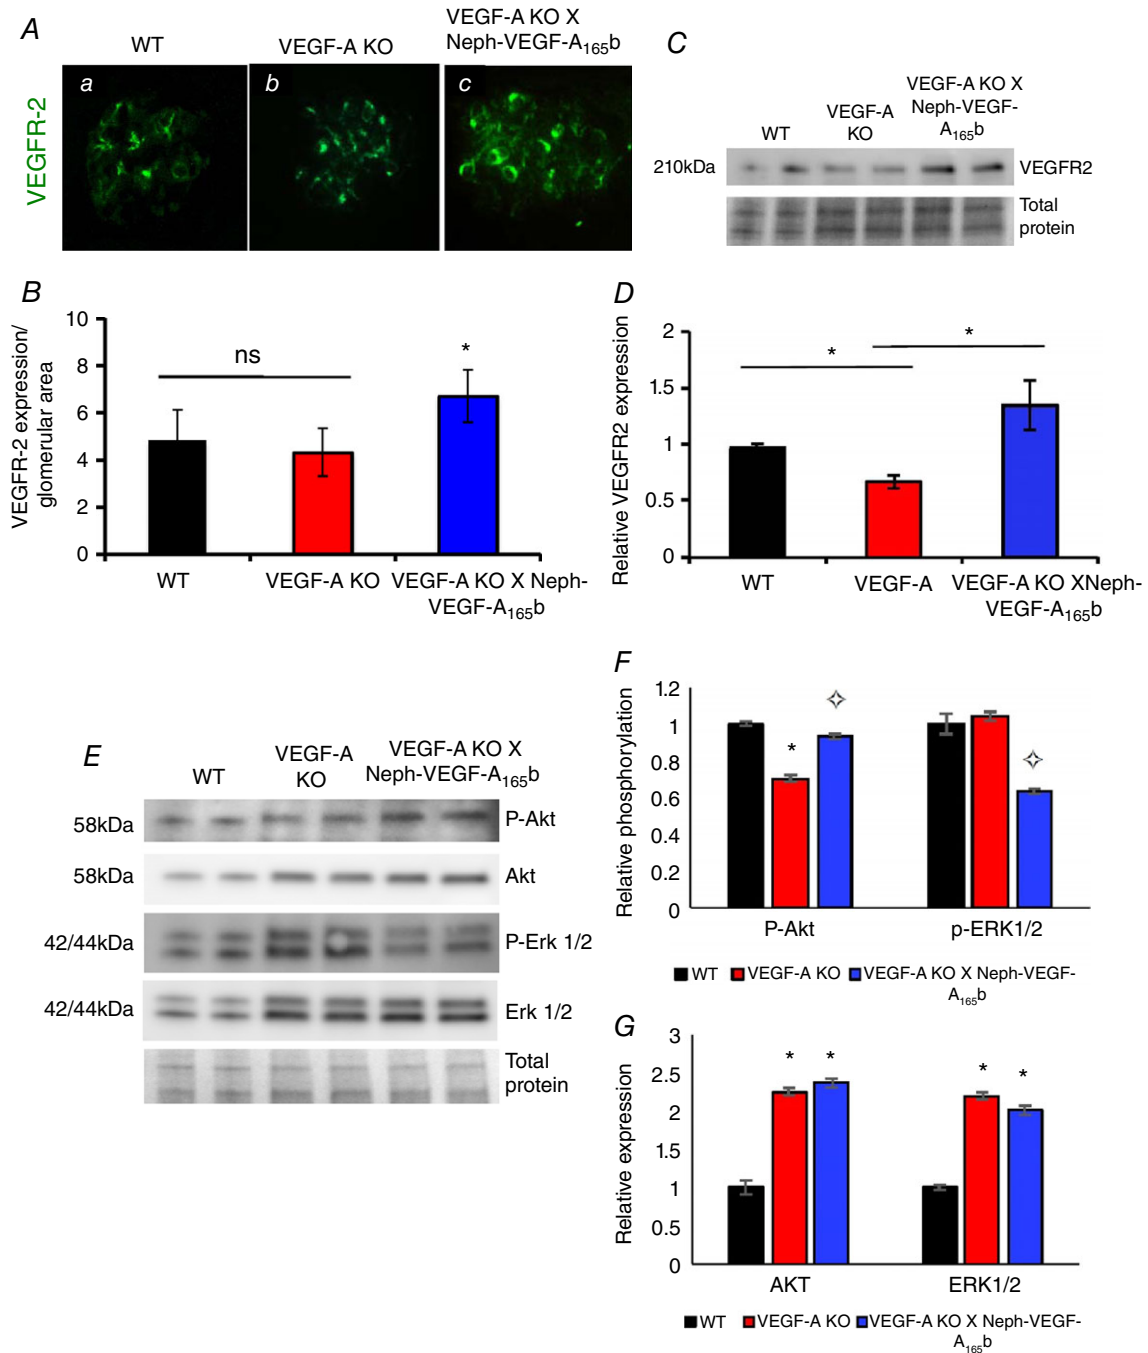 A
WT
VEGF-A KO
VEGF-A KO X
Neph-VEGF-A165b
VEGFR-2
a
b
c
C
WT
VEGF-A
KO
VEGF-A KO X
Neph-VEGF-
A165b
210kDa
VEGFR2
Total
protein
B
VEGFR-2 expression/
glomerular area
10
8
6
4
2
0
ns
*
WT
VEGF-A KO
VEGF-A KO X Neph-
VEGF-A165b
D
Relative VEGFR2 expression
2
1.5
1
0.5
0
*
*
WT
VEGF-A
VEGF-A KO XNeph-
VEGF-A165b
E
WT
VEGF-A
KO
VEGF-A KO X
Neph-VEGF-A165b
58kDa
P-Akt
58kDa
Akt
42/44kDa
P-Erk 1/2
42/44kDa
Erk 1/2
Total
protein
F
Relative phosphorylation
1.2
1
0.8
0.6
0.4
0.2
0
*
✧
✧
P-Akt
p-ERK1/2
WT
VEGF-A KO
VEGF-A KO X Neph-VEGF-
A165b
G
Relative expression
3
2.5
2
1.5
1
0.5
0
* *
* *
AKT
ERK1/2
WT
VEGF-A KO
VEGF-A KO X Neph-VEGF-
A165b